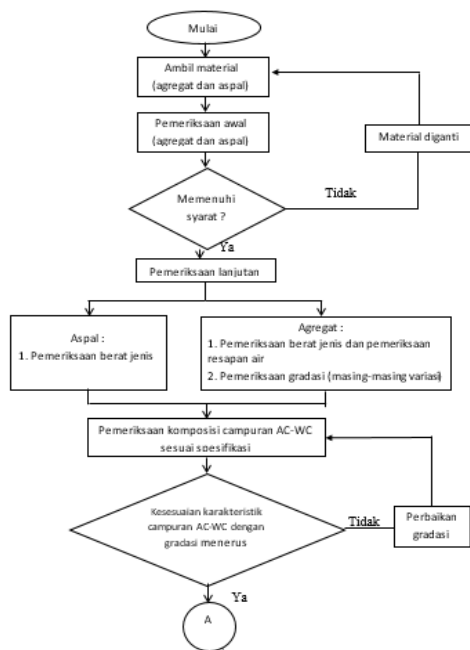 Mulai
Ambil material
(agregat dan aspal)
Pemeriksaan awal
(agregat dan aspal)
Material diganti
Memenuhi
syarat ?
Tidak
Ya
Pemeriksaan lanjutan
Aspal :
1. Pemeriksaan berat jenis
Agregat :
1. Pemeriksaan berat jenis dan pemeriksaan
resapan air
2. Pemeriksaan gradasi (masing-masing variasi)
Pemeriksaan komposisi campuran AC-WC
sesuai spesifikasi
Kesesuaian karakteristik
campuran AC-WC dengan
gradasi menerus
Tidak
Perbaikan
gradasi
Ya
A